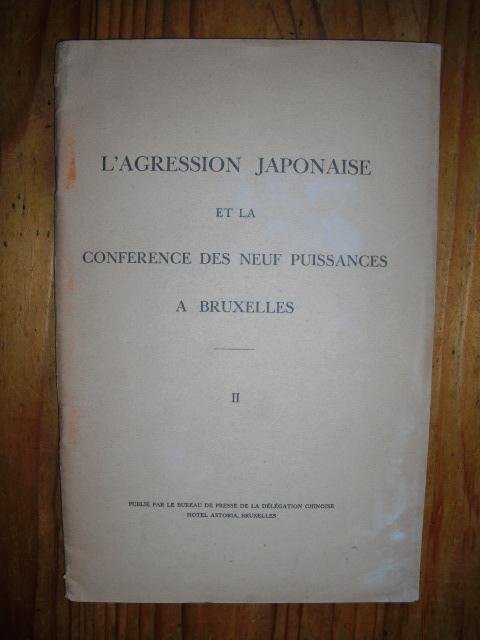 L'AGRESSION JAPONAISE
ET LA
CONFERENCE DES NEUF PUISSANCES
A BRUXELLES
II
PUBLIÉ PAR LE BUREAU DE PRESSE DE LA DÉLÉGATION CHINOISE
HOTEL ASTORIA, BRUXELLES